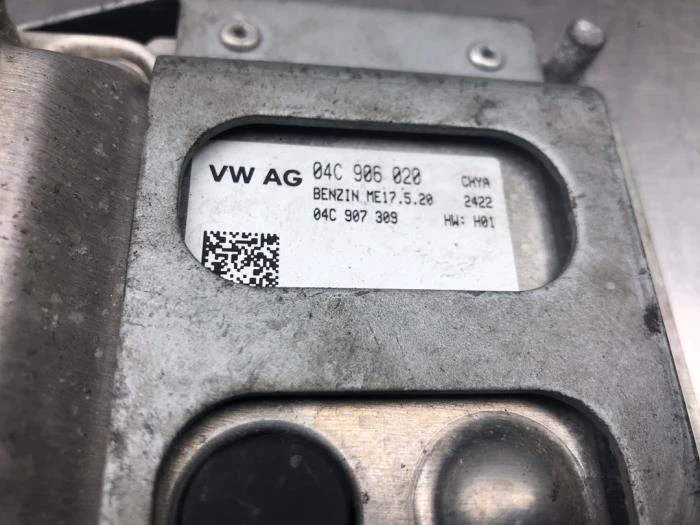 VW AG 04C 906 020 CHYA
BENZIN ME17.5.20 2422
04C 907 309 HW: H01